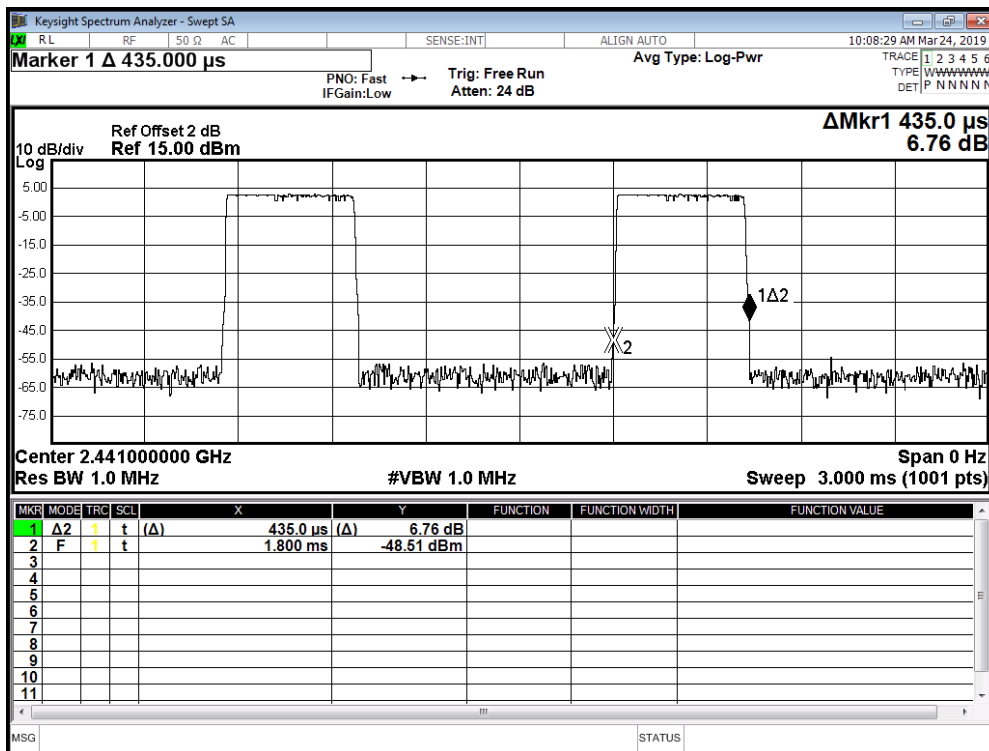 Keysight Spectrum Analyzer - Swept SA
LXI RL RF 50 Ω AC SENSE:INT ALIGN AUTO 10:08:29 AM Mar 24, 2019
Marker 1 Δ 435.000 µs Avg Type: Log-Pwr TRACE 1 2 3 4 5 6
PNO: Fast Trig: Free Run TYPE WWWWWW
IFGain:Low Atten: 24 dB DET P N N N N N
ΔMkr1 435.0 µs
Ref Offset 2 dB
10 dB/div Ref 15.00 dBm 6.76 dB
Log
5.00
-5.00
-15.0
-25.0
-35.0
1Δ2
-45.0
2
-55.0
-65.0
-75.0
Center 2.441000000 GHz Span 0 Hz
Res BW 1.0 MHz #VBW 1.0 MHz Sweep 3.000 ms (1001 pts)
MKR MODE TRC SCL X Y FUNCTION FUNCTION WIDTH FUNCTION VALUE
1 Δ2 1 t (Δ) 435.0 µs (Δ) 6.76 dB
2 F 1 t 1.800 ms -48.51 dBm
3
4
5
6
7
8
9
10
11
MSG STATUS